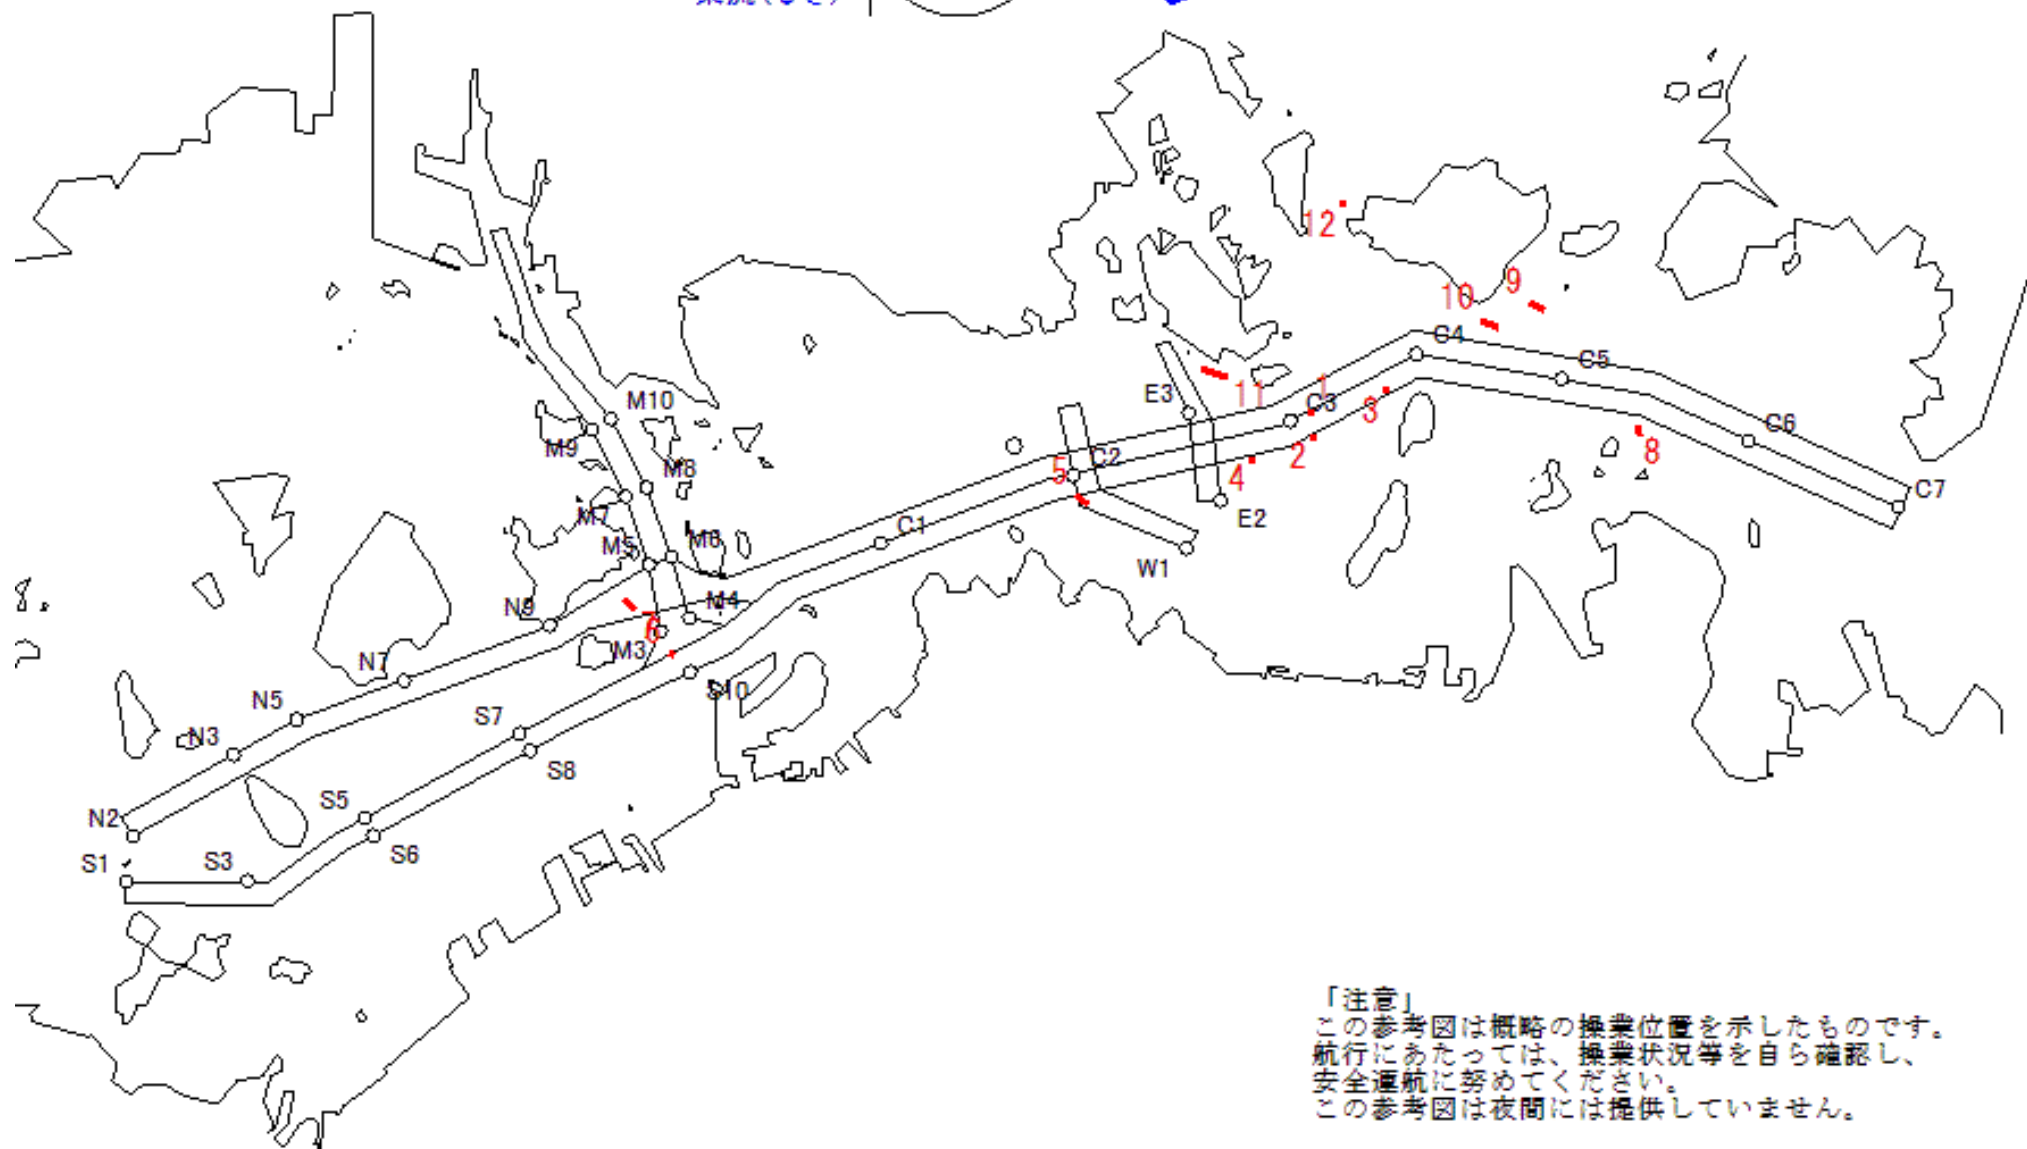 12
9
10
C4
C5
11
1
C3
3
E3
M10
M9
M8
C2
5
4
2
C6
8
C7
E2
M7
C1
M6
M5
W1
N9
M4
6
M3
N7
S10
N5
S7
N3
S8
S5
N2
S6
S1
S3
「注意」
この参考図は概略の操業位置を示したものです。
航行にあたっては、操業状況等を自ら確認し、
安全運航に努めてください。
この参考図は夜間には提供していません。